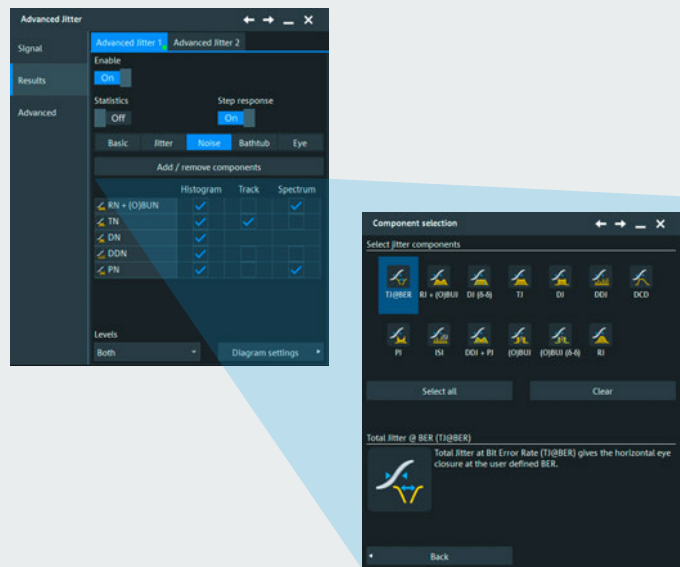 Advanced Jitter
Signal
Results
Advanced
Advanced Jitter 1 Advanced Jitter 2
Enable
On
Statistics Step response
Off On
Basic Jitter Noise Bathtub Eye
Add / remove components
Histogram Track Spectrum
RN + (O)BUN
TN
DN
DDN
PN
Levels
Both Diagram settings
Component selection
Select jitter components
TJ@BER RJ + (O)BUJ DJ (δ-δ) TJ DJ DDJ DCD
PJ ISI DDJ + PJ (O)BUJ (O)BUJ (δ-δ) RJ
Select all Clear
Total Jitter @ BER (TJ@BER)
Total Jitter at Bit Error Rate (TJ@BER) gives the horizontal eye
closure at the user defined BER.
Back